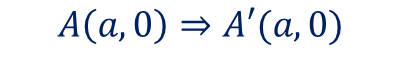 A(a, 0) ⇒ A′(a, 0)